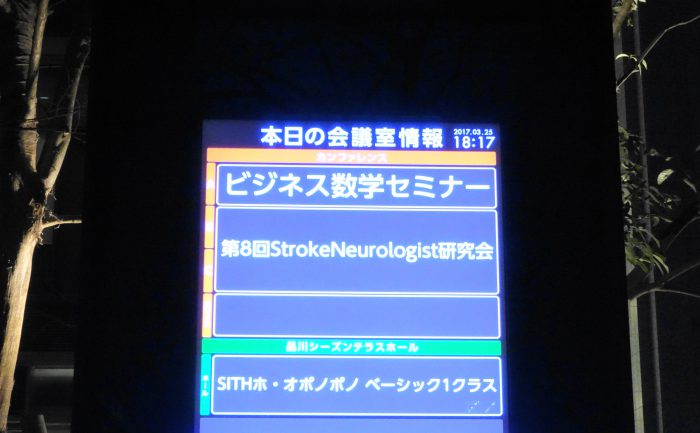 本日の会議室情報
2017.03.25
18:17
カンファレンス
ビジネス数学セミナー
第8回StrokeNeurologist研究会
品川シーズンテラスホール
ホール
SITHホ・オポノポノ ベーシック1クラス